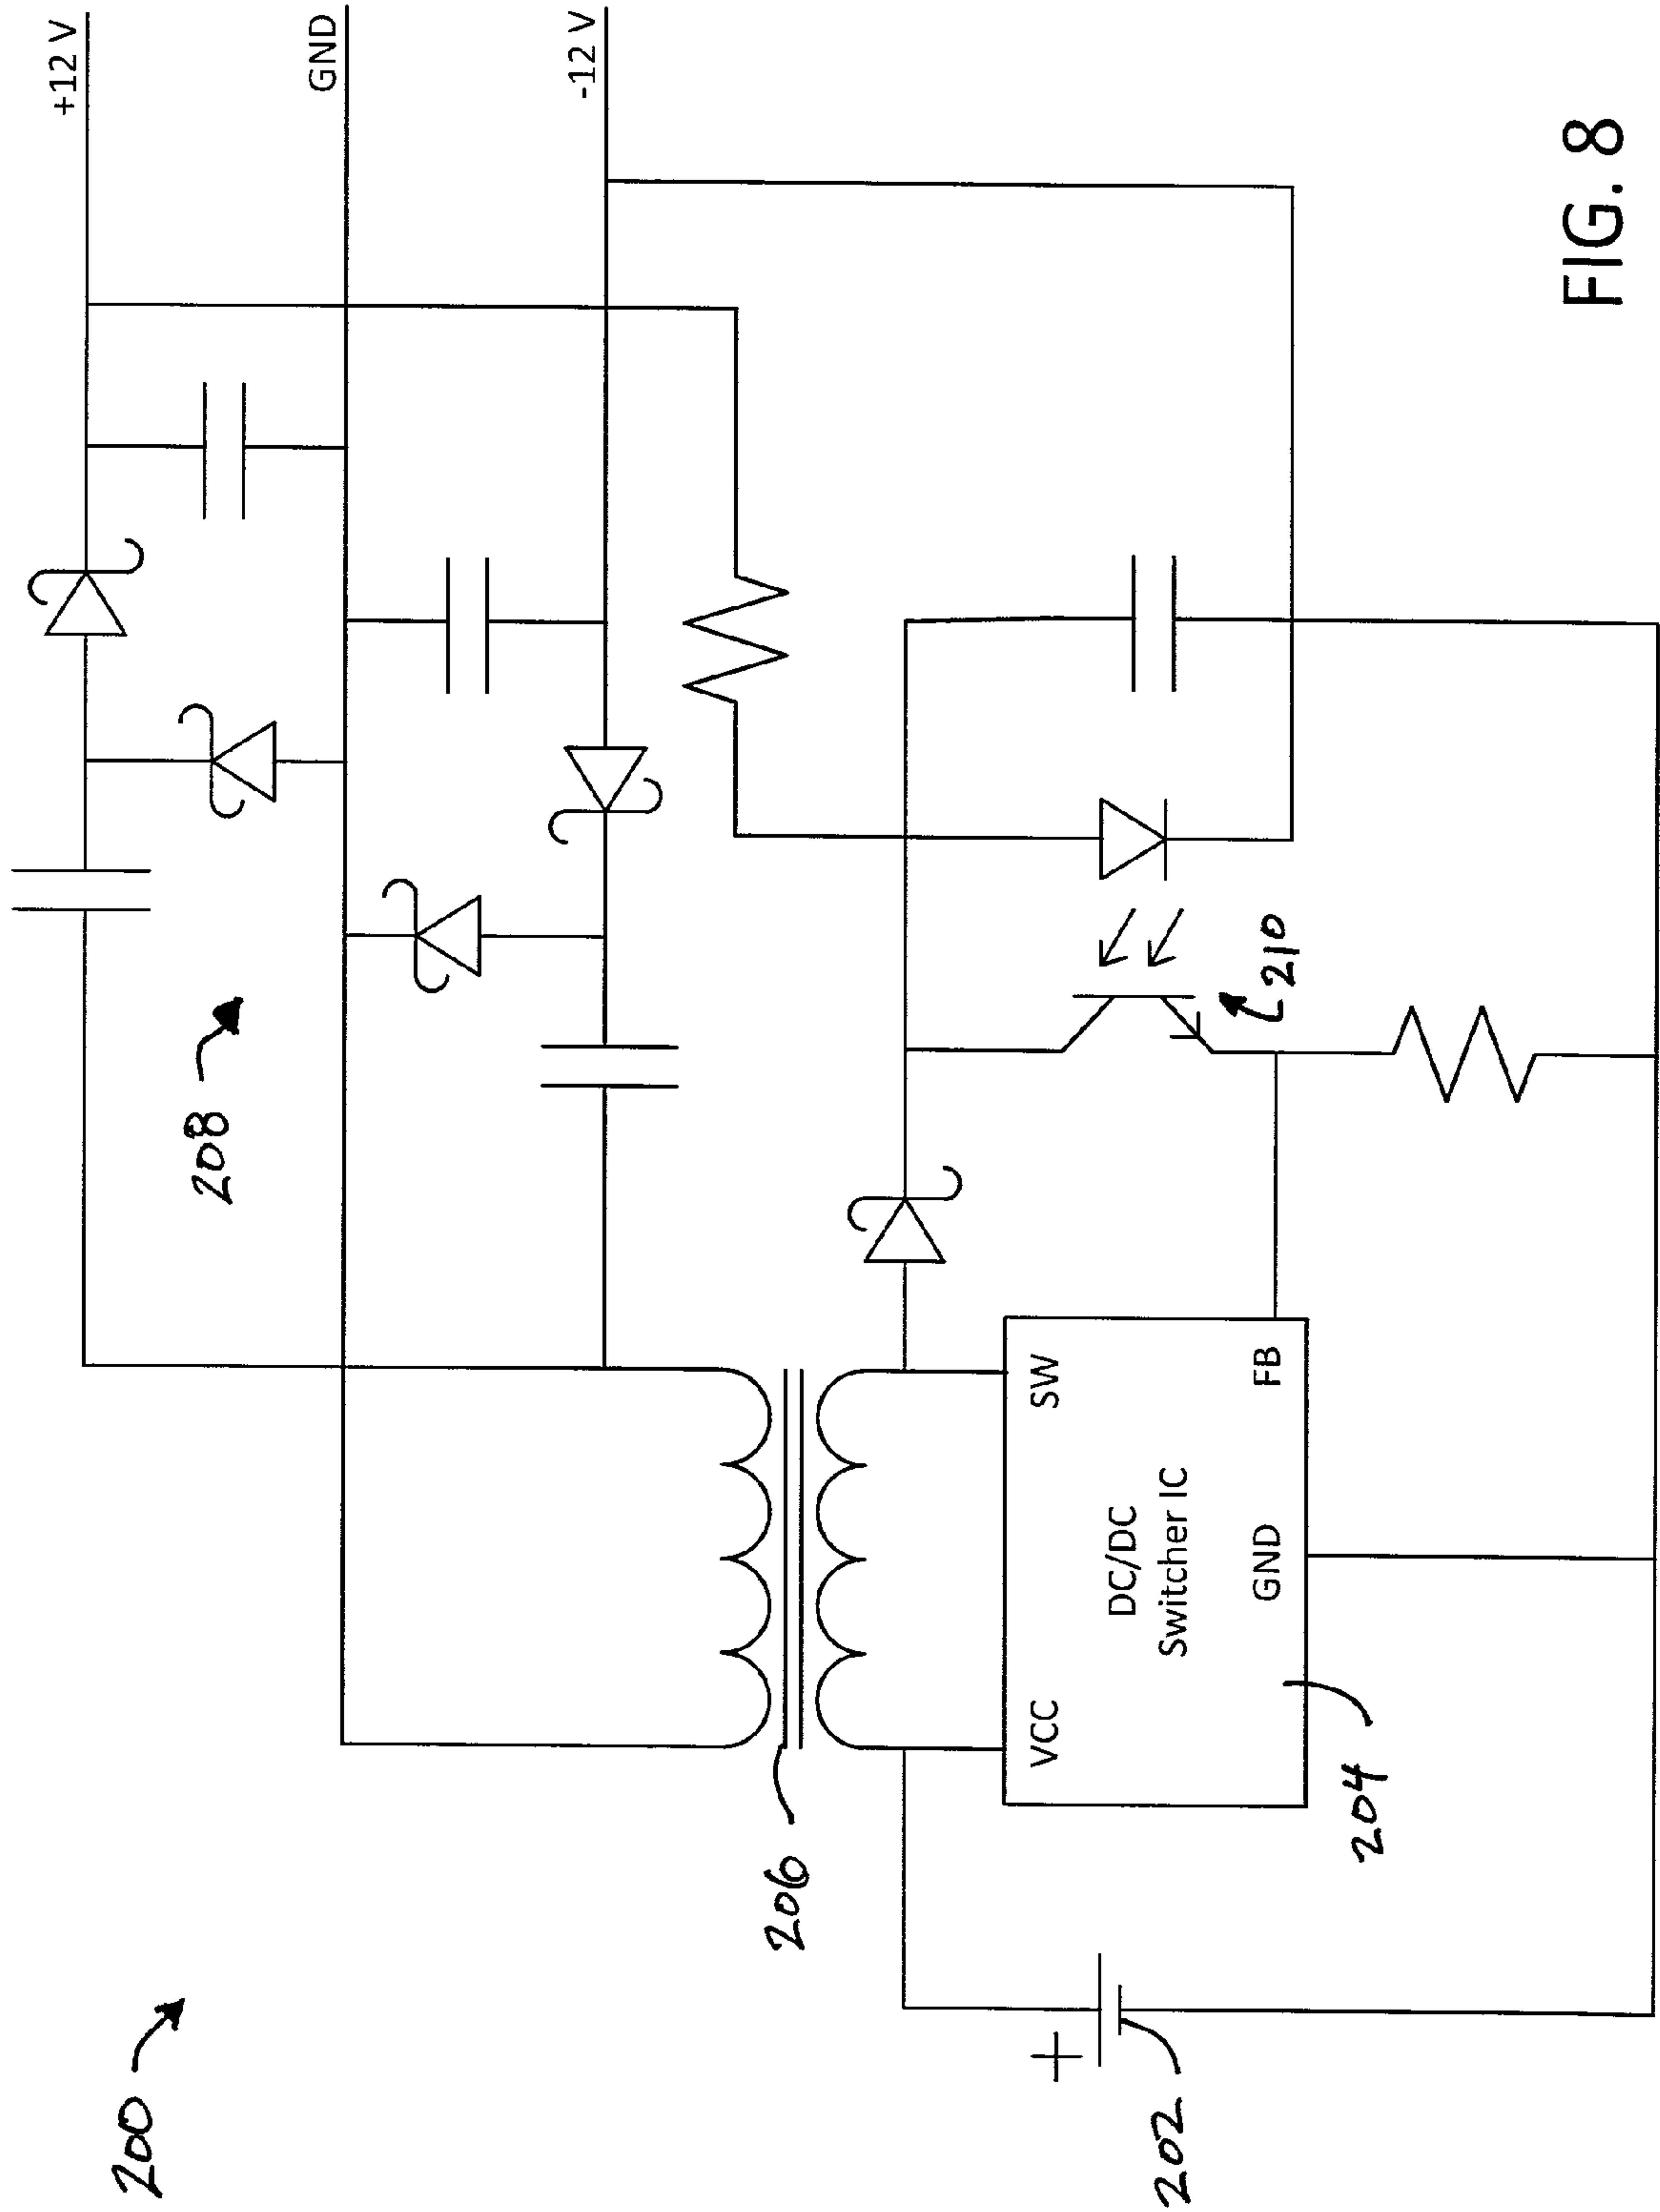 200
208
+12 V
GND
-12 V
206
202
VCC
SW
DC/DC
Switcher IC
GND
FB
204
210
+
FIG. 8